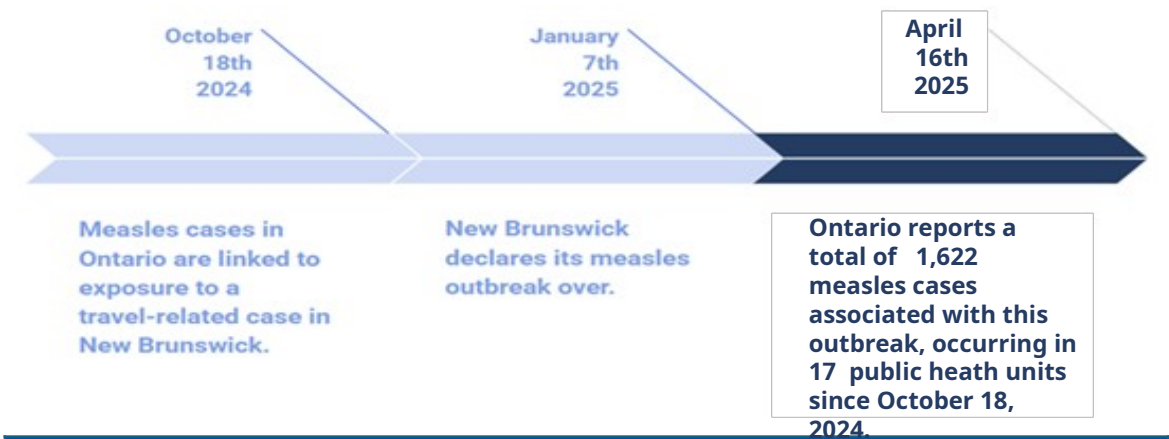 October
18th
2024
January
7th
2025
April
16th
2025
Measles cases in
Ontario are linked to
exposure to a
travel-related case in
New Brunswick.
New Brunswick
declares its measles
outbreak over.
Ontario reports a
total of 1,622
measles cases
associated with this
outbreak, occurring in
17 public heath units
since October 18,
2024.